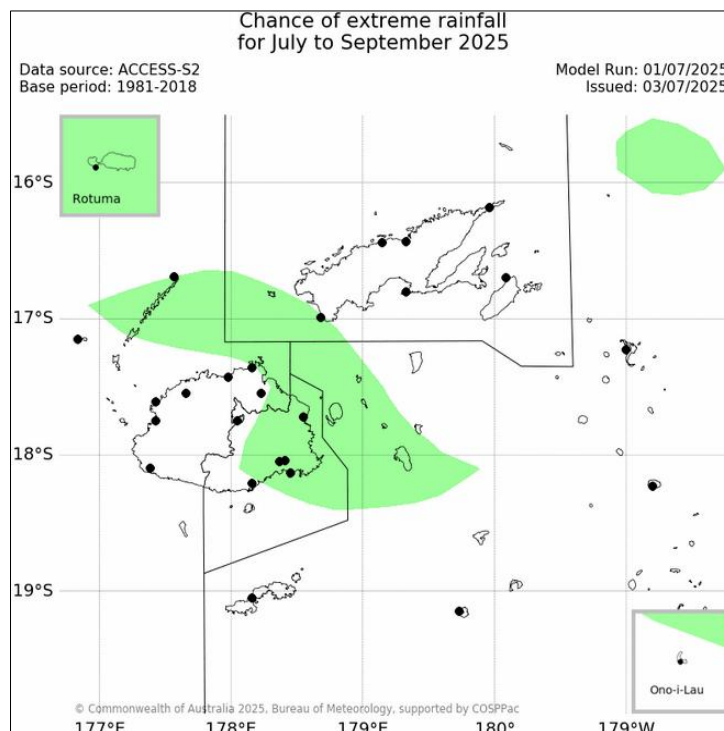 Chance of extreme rainfall
for July to September 2025
Data source: ACCESS-S2
Base period: 1981-2018
Model Run: 01/07/2025
Issued: 03/07/2025
Rotuma
16°S
17°S
18°S
19°S
Ono-i-Lau
© Commonwealth of Australia 2025, Bureau of Meteorology, supported by COSPPac
177°E
178°E
179°E
180°
179°W